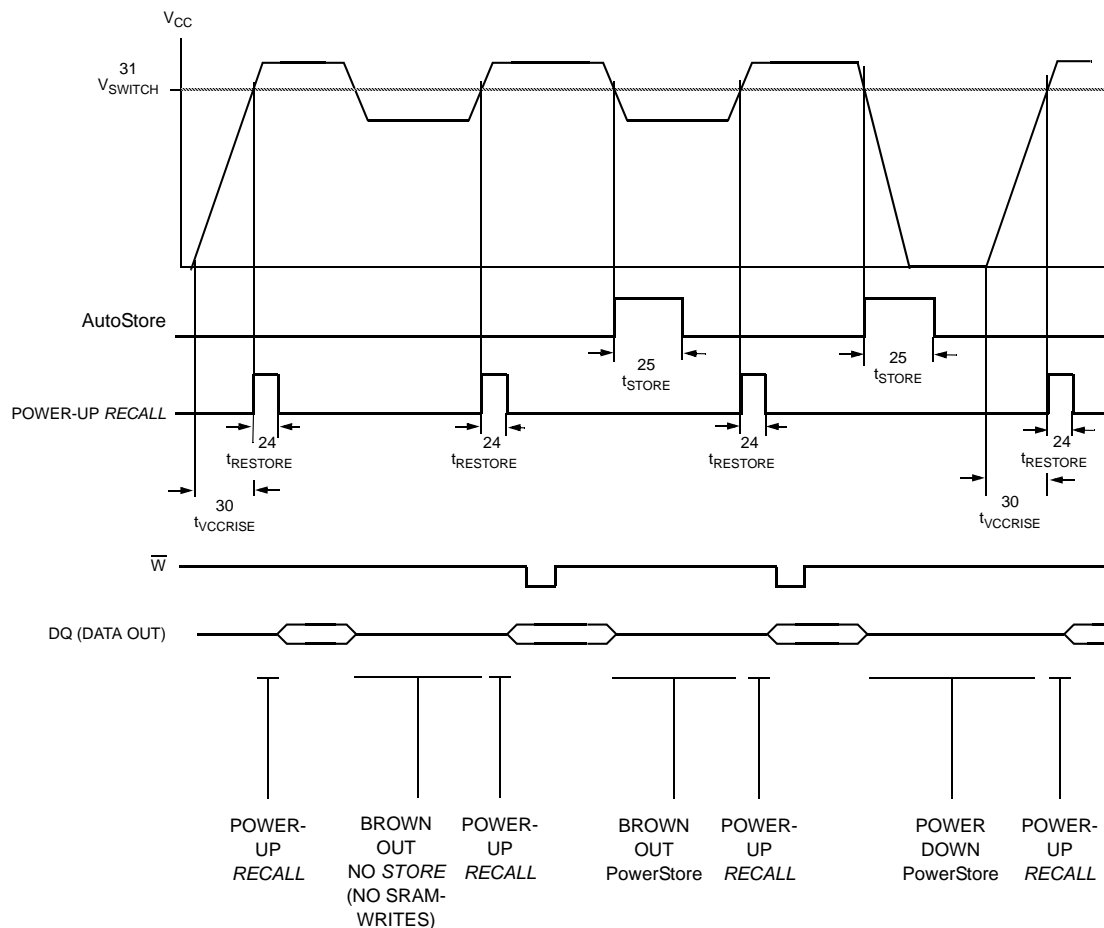 VCC
31
VSWITCH
AutoStore
25
tSTORE
25
tSTORE
POWER-UP RECALL
24
tRESTORE
24
tRESTORE
24
tRESTORE
24
tRESTORE
30
tVCCRISE
30
tVCCRISE
W
DQ (DATA OUT)
POWER-
UP
RECALL
BROWN
OUT
NO STORE
(NO SRAM-
WRITES)
POWER-
UP
RECALL
BROWN
OUT
PowerStore
POWER-
UP
RECALL
POWER
DOWN
PowerStore
POWER-
UP
RECALL